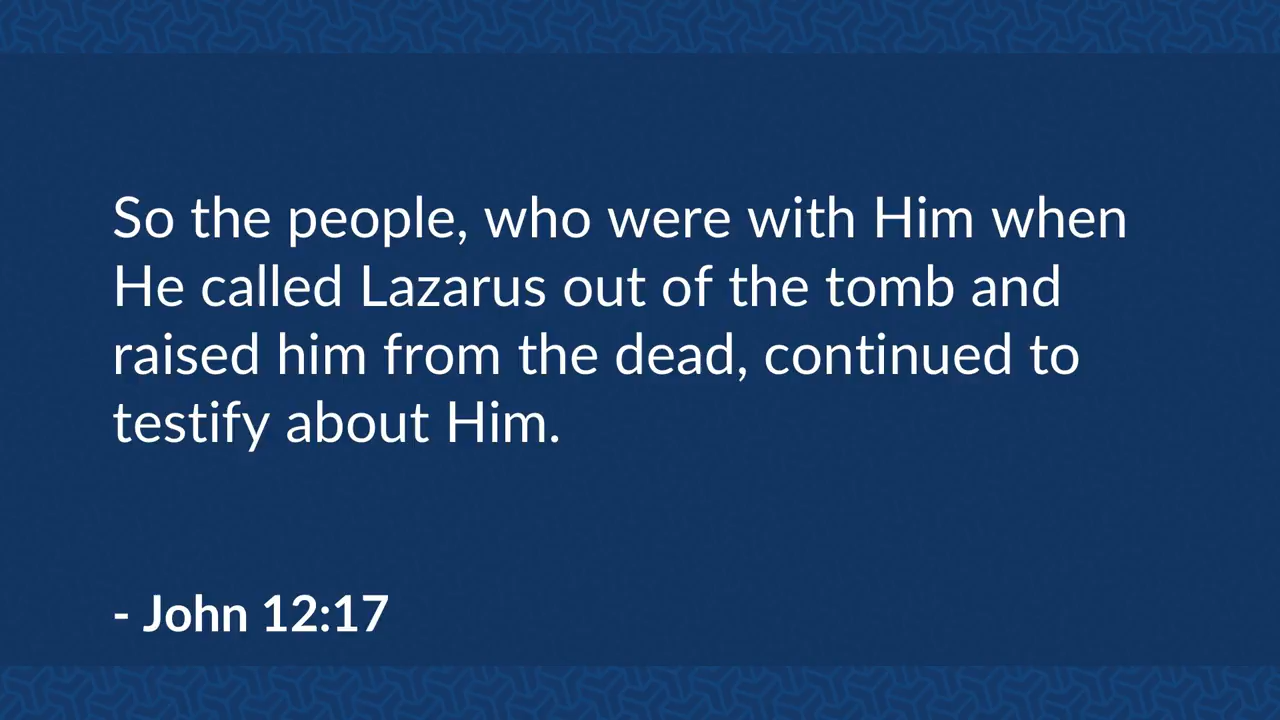 So the people, who were with Him when
He called Lazarus out of the tomb and
raised him from the dead, continued to
testify about Him.
- John 12:17